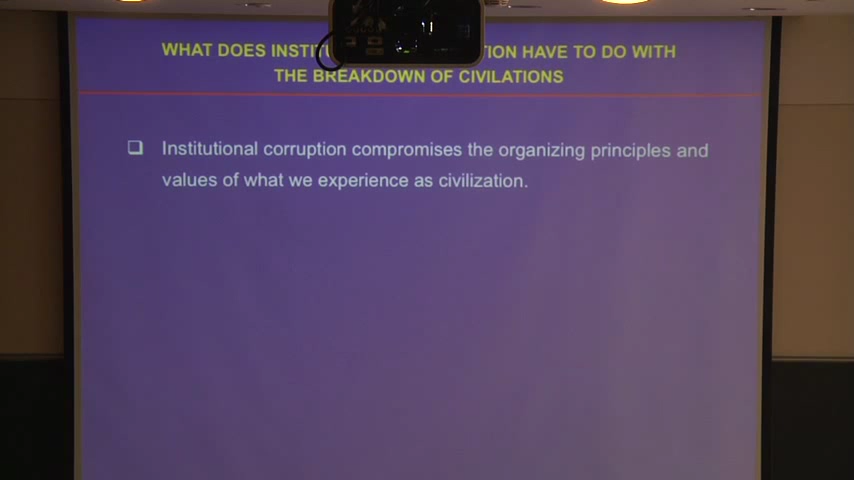 WHAT DOES INSTIT TION HAVE TO DO WITH
THE BREAKDOWN OF CIVILATIONS
Institutional corruption compromises the organizing principles and
values of what we experience as civilization.